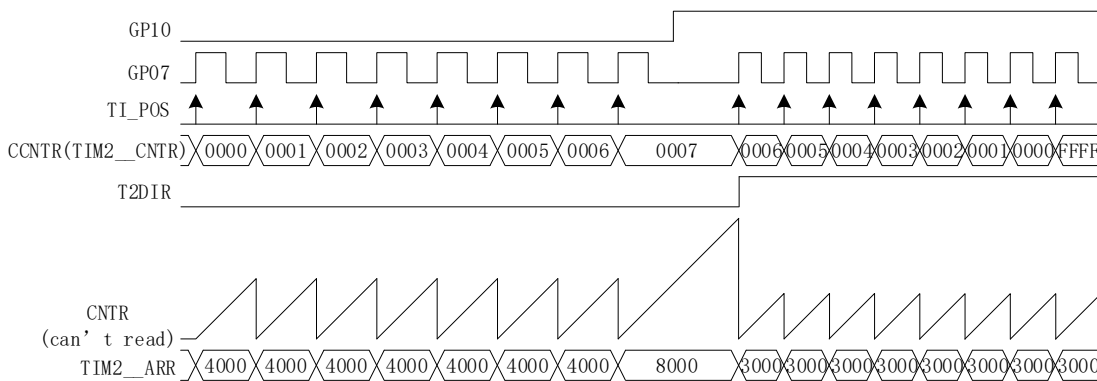 GP10
GP07
TI_POS
CCNTR(TIM2__CNTR) 0000 0001 0002 0003 0004 0005 0006 0007 0006 0005 0004 0003 0002 0001 0000 FFFF
T2DIR
CNTR
(can't read)
TIM2__ARR 4000 4000 4000 4000 4000 4000 4000 8000 3000 3000 3000 3000 3000 3000 3000 3000